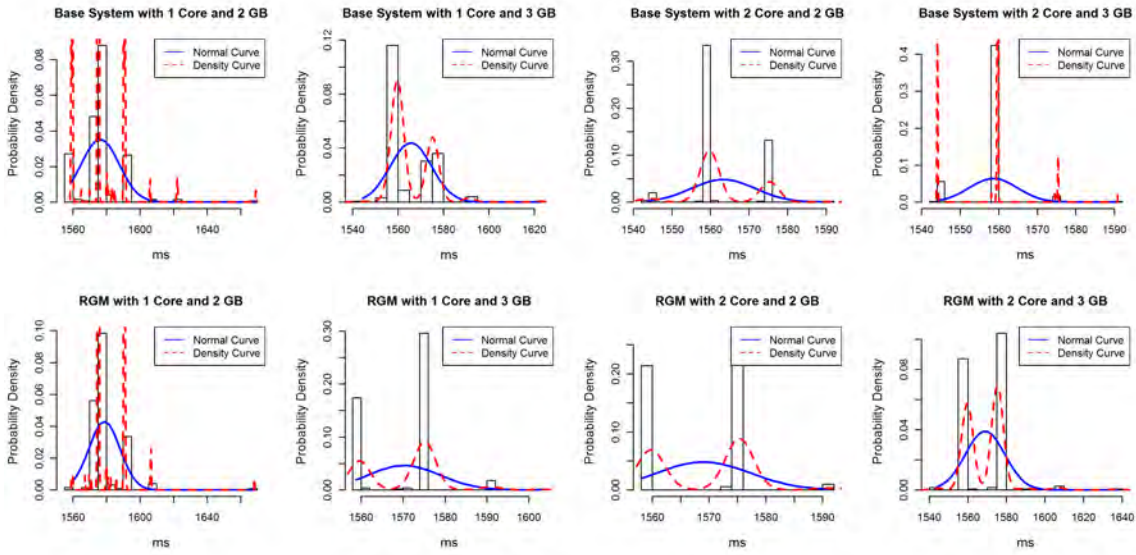 Base System with 1 Core and 2 GB
Probability Density
0.00 0.02 0.04 0.06 0.08
Normal Curve
Density Curve
1560 1580 1600 1620 1640
ms
Base System with 1 Core and 3 GB
Probability Density
0.00 0.04 0.08 0.12
Normal Curve
Density Curve
1540 1560 1580 1600 1620
ms
Base System with 2 Core and 2 GB
Probability Density
0.00 0.10 0.20 0.30
Normal Curve
Density Curve
1540 1550 1560 1570 1580 1590
ms
Base System with 2 Core and 3 GB
Probability Density
0.0 0.1 0.2 0.3 0.4
Normal Curve
Density Curve
1540 1550 1560 1570 1580 1590
ms
RGM with 1 Core and 2 GB
Probability Density
0.00 0.02 0.04 0.06 0.08 0.10
Normal Curve
Density Curve
1560 1600 1640
ms
RGM with 1 Core and 3 GB
Probability Density
0.00 0.10 0.20 0.30
Normal Curve
Density Curve
1560 1570 1580 1590 1600
ms
RGM with 2 Core and 2 GB
Probability Density
0.00 0.10 0.20
Normal Curve
Density Curve
1560 1570 1580 1590
ms
RGM with 2 Core and 3 GB
Probability Density
0.00 0.04 0.08
Normal Curve
Density Curve
1540 1560 1580 1600 1620 1640
ms